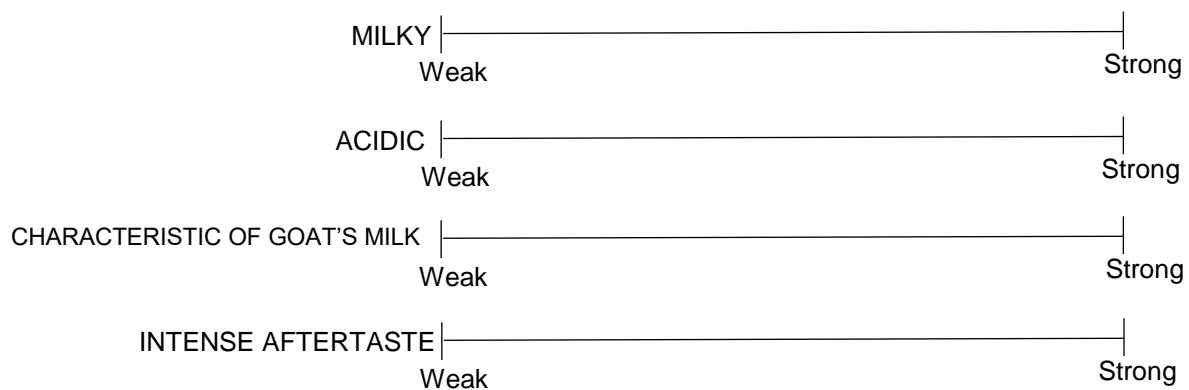 MILKY
Weak Strong
ACIDIC
Weak Strong
CHARACTERISTIC OF GOAT’S MILK
Weak Strong
INTENSE AFTERTASTE
Weak Strong